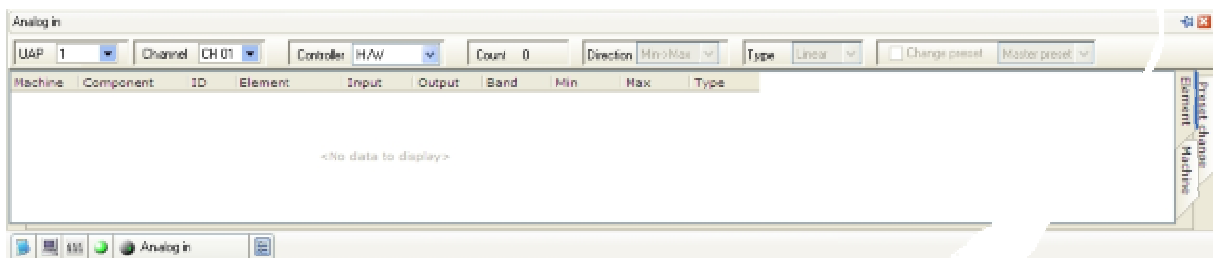 Analog in
UAP 1 Channel CH 01 Controller H/W Count 0 Direction Min->Max Type Linear Change preset Master preset
Machine Component ID Element Input Output Band Min Max Type
<No data to display>
Element Machine
Preset change
Analog in